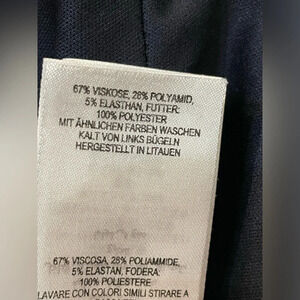 67% VISKOSE, 28% POLYAMID,
5% ELASTHAN, FUTTER:
100% POLYESTER
MIT ÄHNLICHEN FARBEN WASCHEN
KALT VON LINKS BÜGELN
HERGESTELLT IN LITAUEN
67% VISCOSA, 28% POLIAMMIDE,
5% ELASTAN, FODERA:
100% POLIESTERE
LAVARE CON COLORI SIMILI STIRARE A